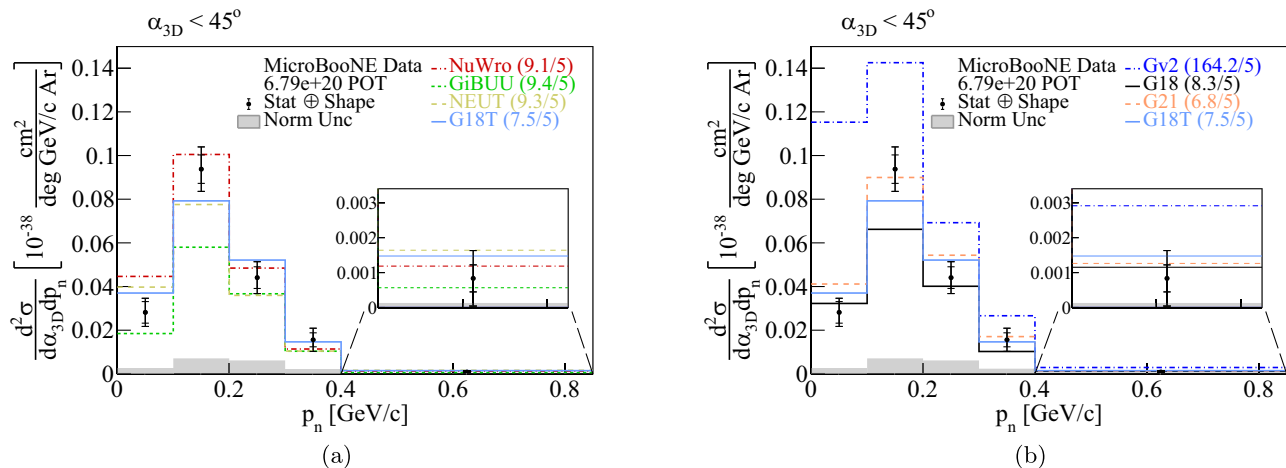 α3D < 45°
d²σ / dα3D dpn [10⁻³⁸ cm² / deg GeV/c Ar]
MicroBooNE Data
6.79e+20 POT
Stat ⊕ Shape
Norm Unc
NuWro (9.1/5)
GiBUU (9.4/5)
NEUT (9.3/5)
G18T (7.5/5)
0.14
0.12
0.1
0.08
0.06
0.04
0.02
0
0.003
0.002
0.001
0
0 0.2 0.4 0.6 0.8
pn [GeV/c]
(a)
α3D < 45°
d²σ / dα3D dpn [10⁻³⁸ cm² / deg GeV/c Ar]
MicroBooNE Data
6.79e+20 POT
Stat ⊕ Shape
Norm Unc
Gv2 (164.2/5)
G18 (8.3/5)
G21 (6.8/5)
G18T (7.5/5)
0.14
0.12
0.1
0.08
0.06
0.04
0.02
0
0.003
0.002
0.001
0
0 0.2 0.4 0.6 0.8
pn [GeV/c]
(b)